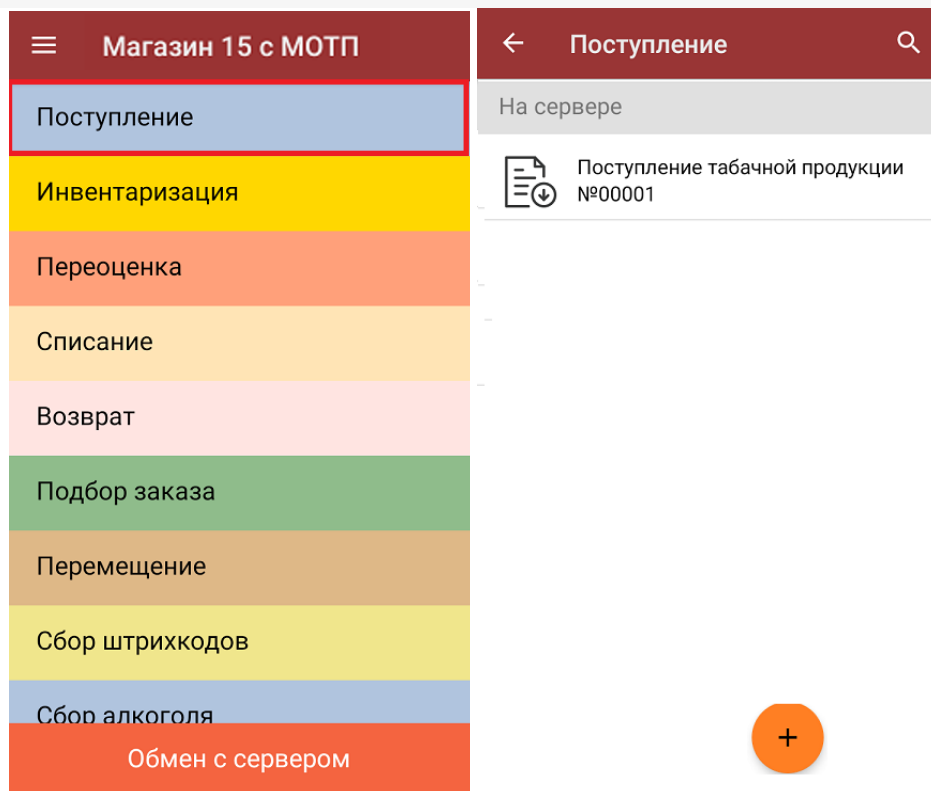 Магазин 15 с МОТП
Поступление
Инвентаризация
Переоценка
Списание
Возврат
Подбор заказа
Перемещение
Сбор штрихкодов
Сбор алкоголя
Обмен с сервером
Поступление
На сервере
Поступление табачной продукции
№00001
+